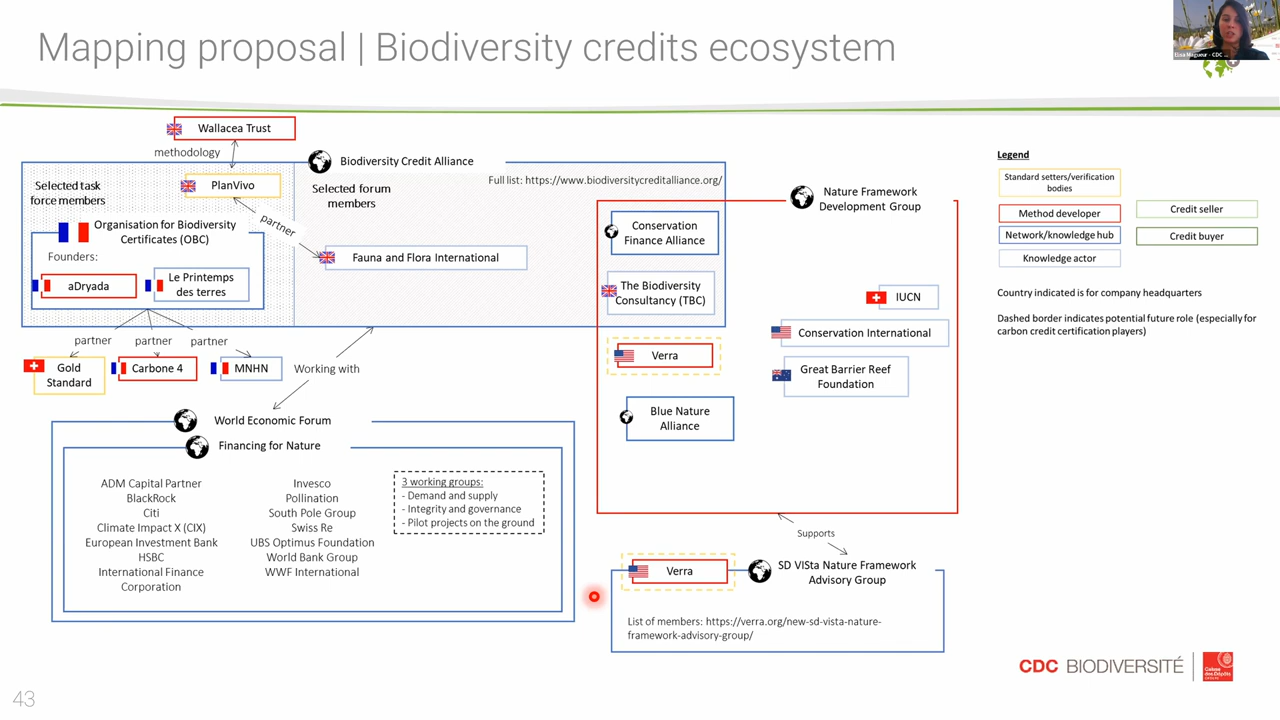 Mapping proposal | Biodiversity credits ecosystem
Elisa Magueur - CDC ...
Wallacea Trust
methodology
Biodiversity Credit Alliance
Full list: https://www.biodiversitycreditalliance.org/
Selected task
force members
PlanVivo
Selected forum
members
partner
Organisation for Biodiversity
Certificates (OBC)
Founders:
aDryada
Le Printemps
des terres
Fauna and Flora International
partner
partner
partner
Gold
Standard
Carbone 4
MNHN
Working with
World Economic Forum
Financing for Nature
ADM Capital Partner
BlackRock
Citi
Climate Impact X (CIX)
European Investment Bank
HSBC
International Finance
Corporation
Invesco
Pollination
South Pole Group
Swiss Re
UBS Optimus Foundation
World Bank Group
WWF International
3 working groups:
- Demand and supply
- Integrity and governance
- Pilot projects on the ground
Nature Framework
Development Group
Conservation
Finance Alliance
The Biodiversity
Consultancy (TBC)
Verra
Blue Nature
Alliance
IUCN
Conservation International
Great Barrier Reef
Foundation
Supports
Verra
SD VISta Nature Framework
Advisory Group
List of members: https://verra.org/new-sd-vista-nature-
framework-advisory-group/
Legend
Standard setters/verification
bodies
Method developer
Network/knowledge hub
Knowledge actor
Credit seller
Credit buyer
Country indicated is for company headquarters
Dashed border indicates potential future role (especially for
carbon credit certification players)
CDC BIODIVERSITÉ
Caisse
des Dépôts
GROUPE
43